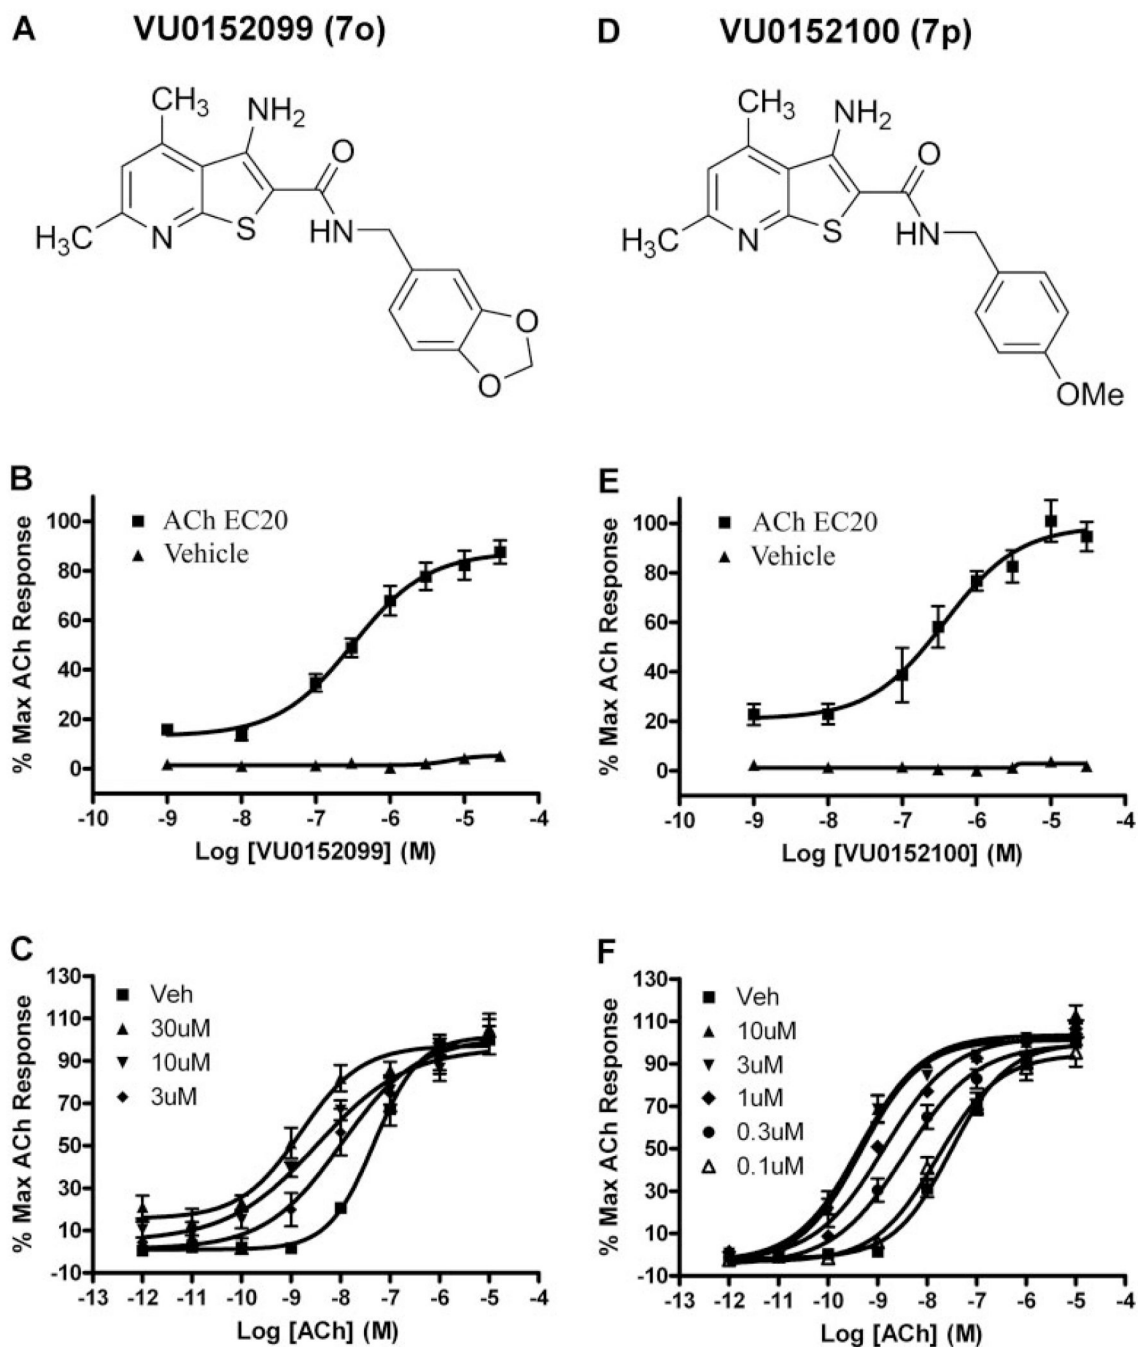 A VU0152099 (7o)
CH3
NH2
O
H3C
N
S
HN
O
O
D VU0152100 (7p)
CH3
NH2
O
H3C
N
S
HN
OMe
B
% Max ACh Response
100
80
60
40
20
0
ACh EC20
Vehicle
-10 -9 -8 -7 -6 -5 -4
Log [VU0152099] (M)
E
% Max ACh Response
100
80
60
40
20
0
ACh EC20
Vehicle
-10 -9 -8 -7 -6 -5 -4
Log [VU0152100] (M)
C
% Max ACh Response
130
110
90
70
50
30
10
-10
Veh
30uM
10uM
3uM
-13 -12 -11 -10 -9 -8 -7 -6 -5 -4
Log [ACh] (M)
F
% Max ACh Response
130
110
90
70
50
30
10
-10
Veh
10uM
3uM
1uM
0.3uM
0.1uM
-13 -12 -11 -10 -9 -8 -7 -6 -5 -4
Log [ACh] (M)